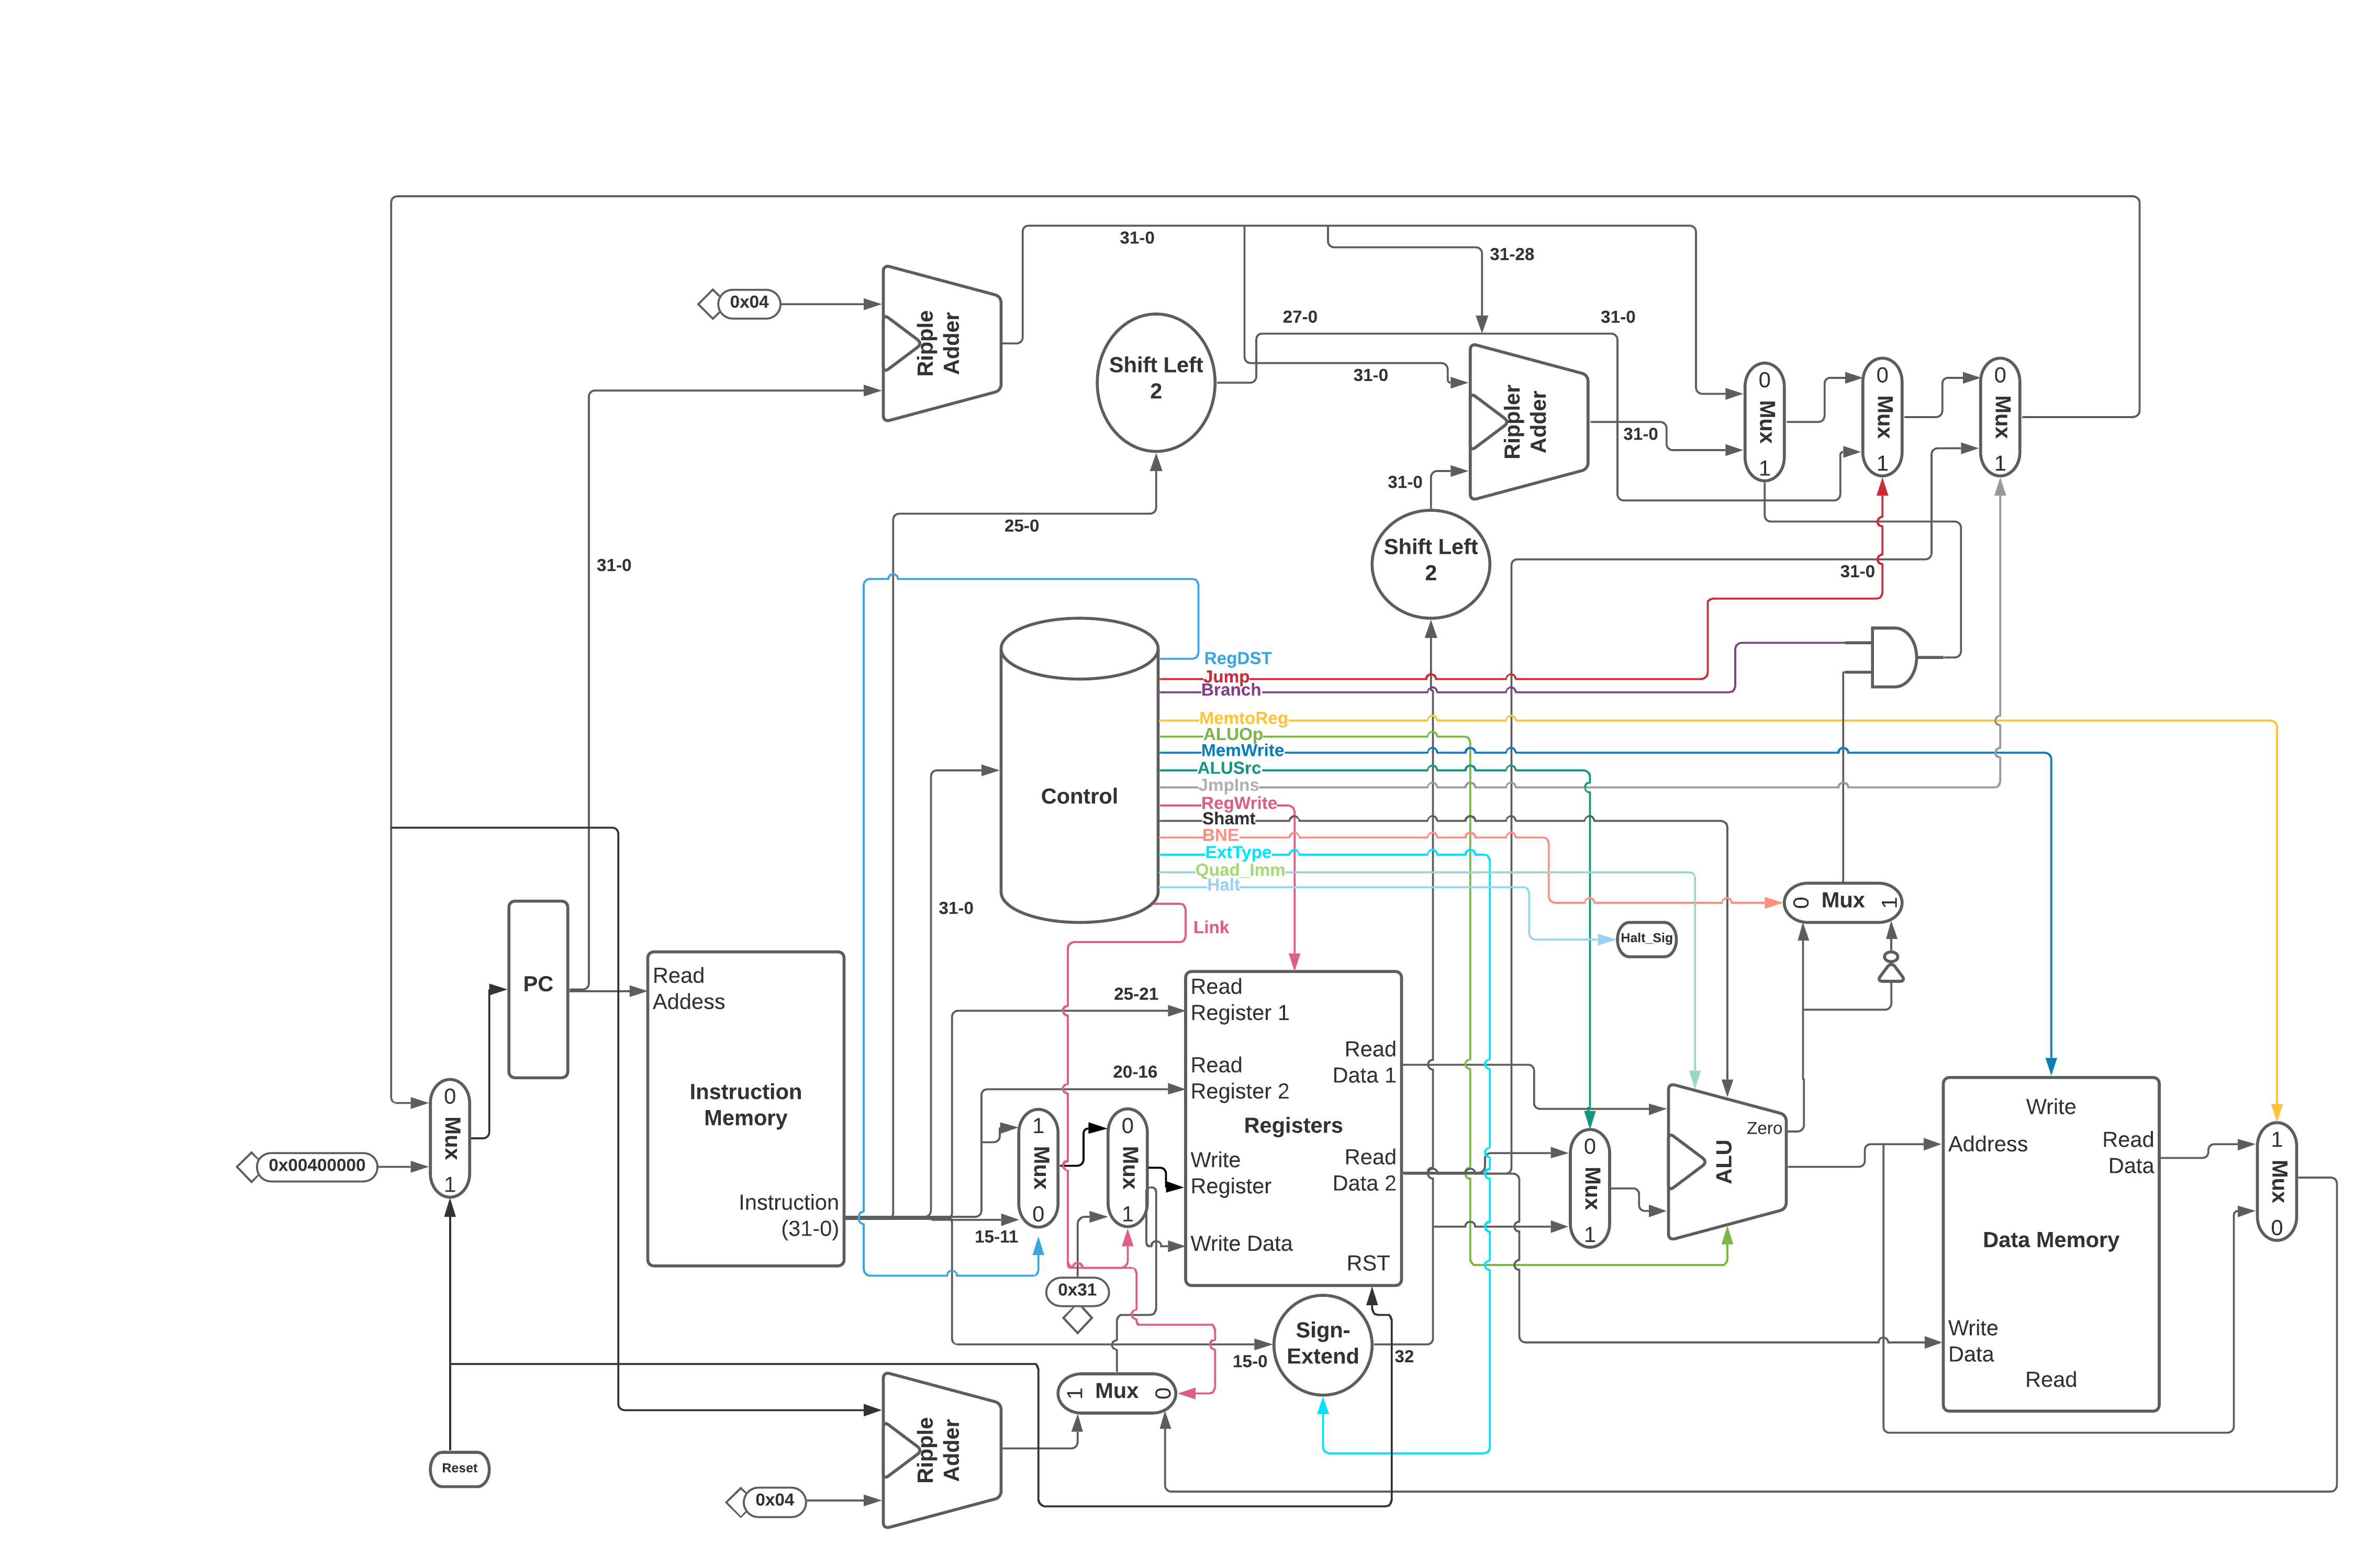 31-0
31-28
0x04
Ripple
Adder
27-0
31-0
Shift Left
2
31-0
Rippler
Adder
0
Mux
1
0
Mux
1
0
Mux
1
31-0
31-0
25-0
Shift Left
2
31-0
31-0
RegDST
Jump
Branch
MemtoReg
ALUOp
MemWrite
ALUSrc
JmpIns
RegWrite
Shamt
BNE
ExtType
Quad_Imm
Halt
Link
Control
31-0
0
Mux
1
Halt_Sig
PC
Read
Addess
Instruction
Memory
Instruction
(31-0)
25-21
20-16
15-11
Read
Register 1
Read
Register 2
Registers
Write
Register
Write Data
Read
Data 1
Read
Data 2
RST
1
Mux
0
0
Mux
1
0
Mux
1
0x00400000
0
Mux
1
Zero
ALU
Write
Address
Read
Data
Data Memory
Write
Data
Read
1
Mux
0
0x31
Sign-
Extend
15-0
32
1
Mux
0
Ripple
Adder
Reset
0x04